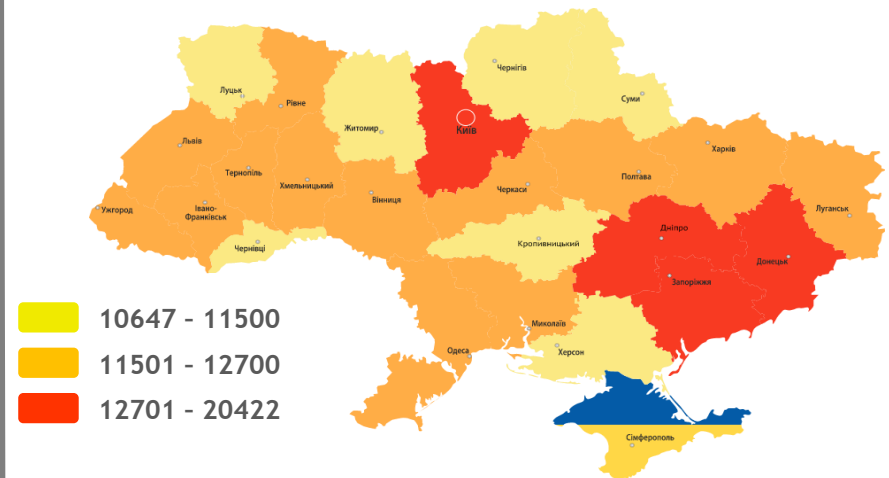 Чернігів
Луцьк
Суми
Рівне
Житомир
Київ
Львів
Харків
Тернопіль
Хмельницький
Полтава
Черкаси
Вінниця
Ужгород
Івано-
Франківськ
Луганськ
Дніпро
Чернівці
Кропивницький
Донецьк
Запоріжжя
10647 - 11500
Миколаїв
Одеса
Херсон
11501 - 12700
12701 - 20422
Сімферополь